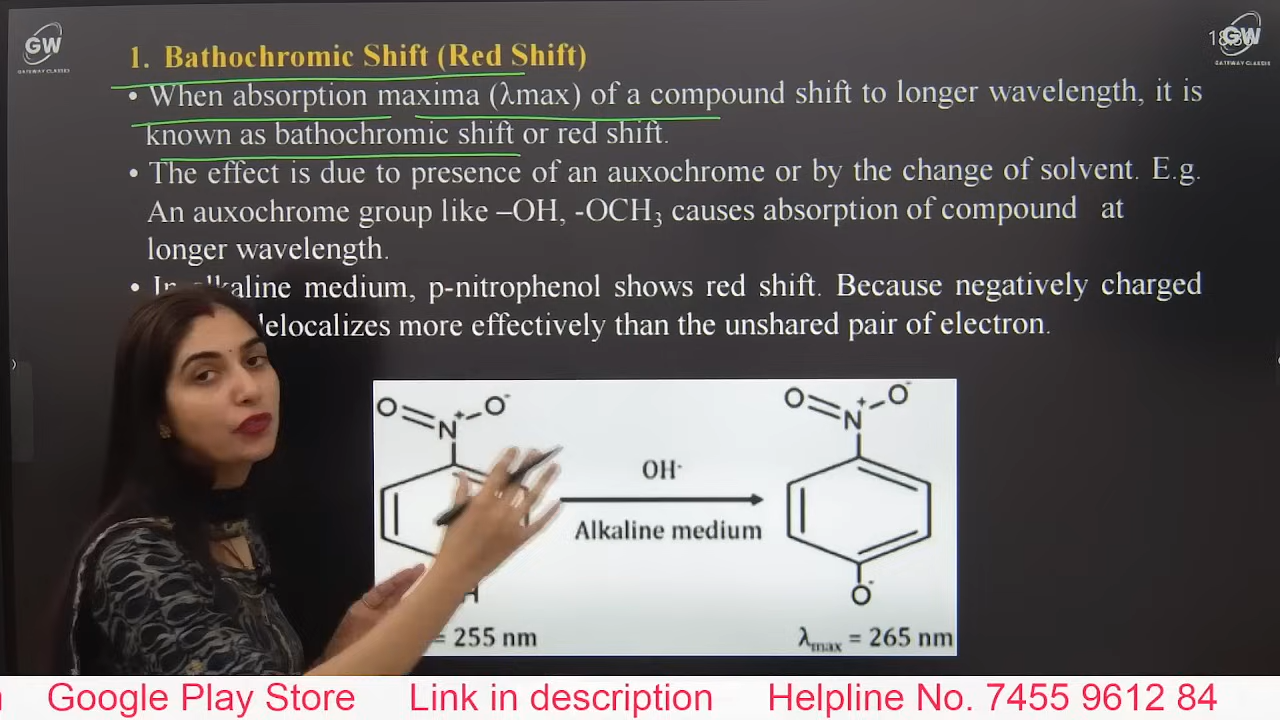 GW
GATEWAY CLASSES
GW
1. Bathochromic Shift (Red Shift)
• When absorption maxima (λmax) of a compound shift to longer wavelength, it is
known as bathochromic shift or red shift.
• The effect is due to presence of an auxochrome or by the change of solvent. E.g.
An auxochrome group like –OH, -OCH₃ causes absorption of compound at
longer wavelength.
• In alkaline medium, p-nitrophenol shows red shift. Because negatively charged
delocalizes more effectively than the unshared pair of electron.
O N⁺ O⁻
OH⁻
Alkaline medium
= 255 nm
O N⁺ O⁻
O⁻
λmax = 265 nm
Google Play Store Link in description Helpline No. 7455 9612 84